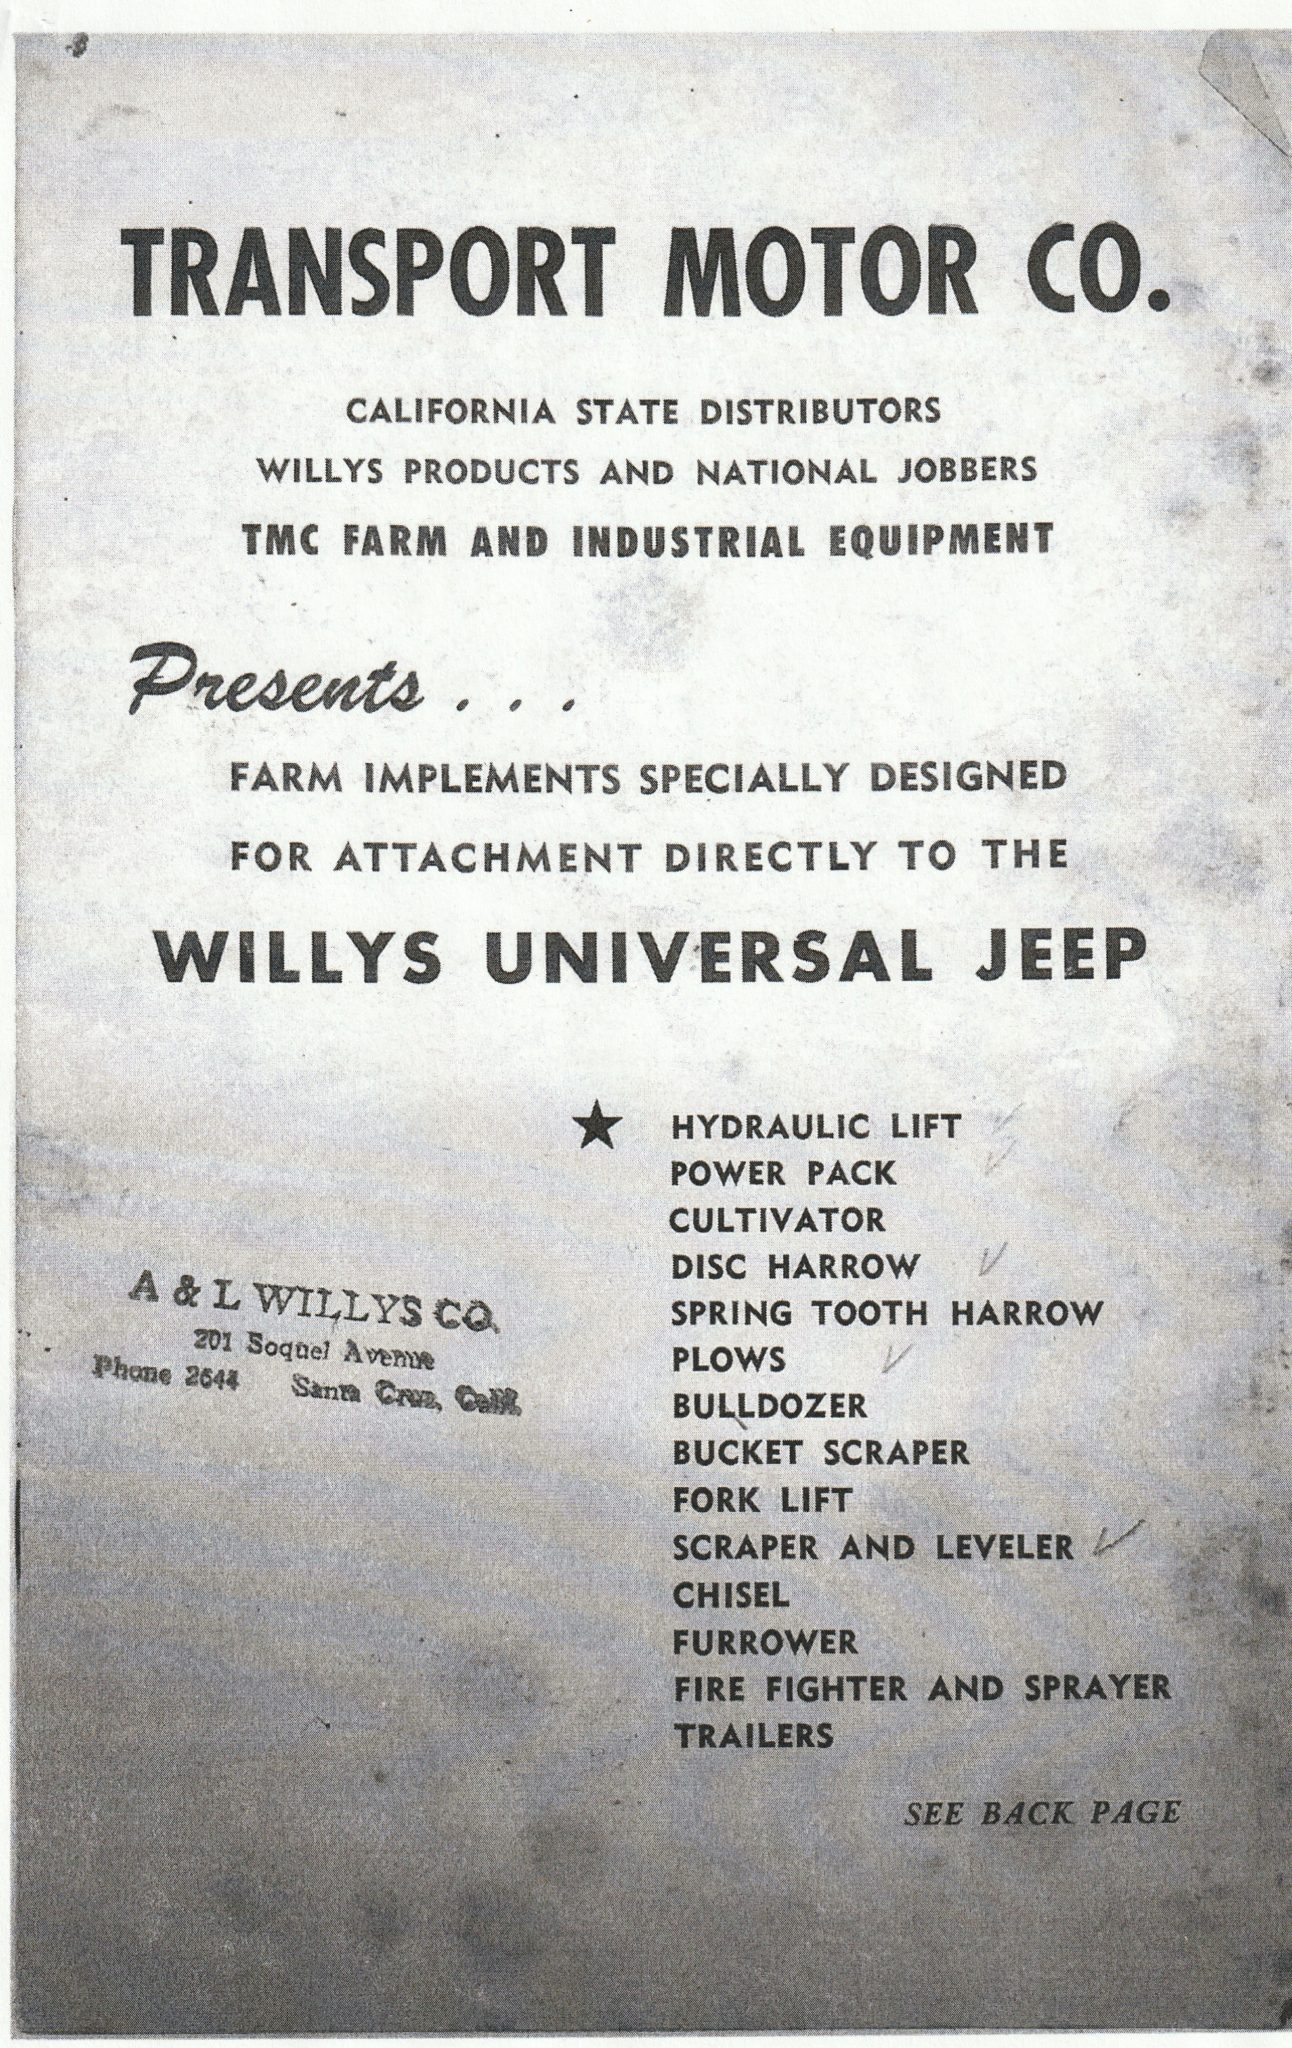 TRANSPORT MOTOR CO.
CALIFORNIA STATE DISTRIBUTORS
WILLYS PRODUCTS AND NATIONAL JOBBERS
TMC FARM AND INDUSTRIAL EQUIPMENT
Presents . . .
FARM IMPLEMENTS SPECIALLY DESIGNED
FOR ATTACHMENT DIRECTLY TO THE
WILLYS UNIVERSAL JEEP
★ HYDRAULIC LIFT
POWER PACK
CULTIVATOR
DISC HARROW
SPRING TOOTH HARROW
PLOWS
BULLDOZER
BUCKET SCRAPER
FORK LIFT
SCRAPER AND LEVELER
CHISEL
FURROWER
FIRE FIGHTER AND SPRAYER
TRAILERS
A & L WILLYS CO.
201 Soquel Avenue
Phone 2644 Santa Cruz, Calif.
SEE BACK PAGE